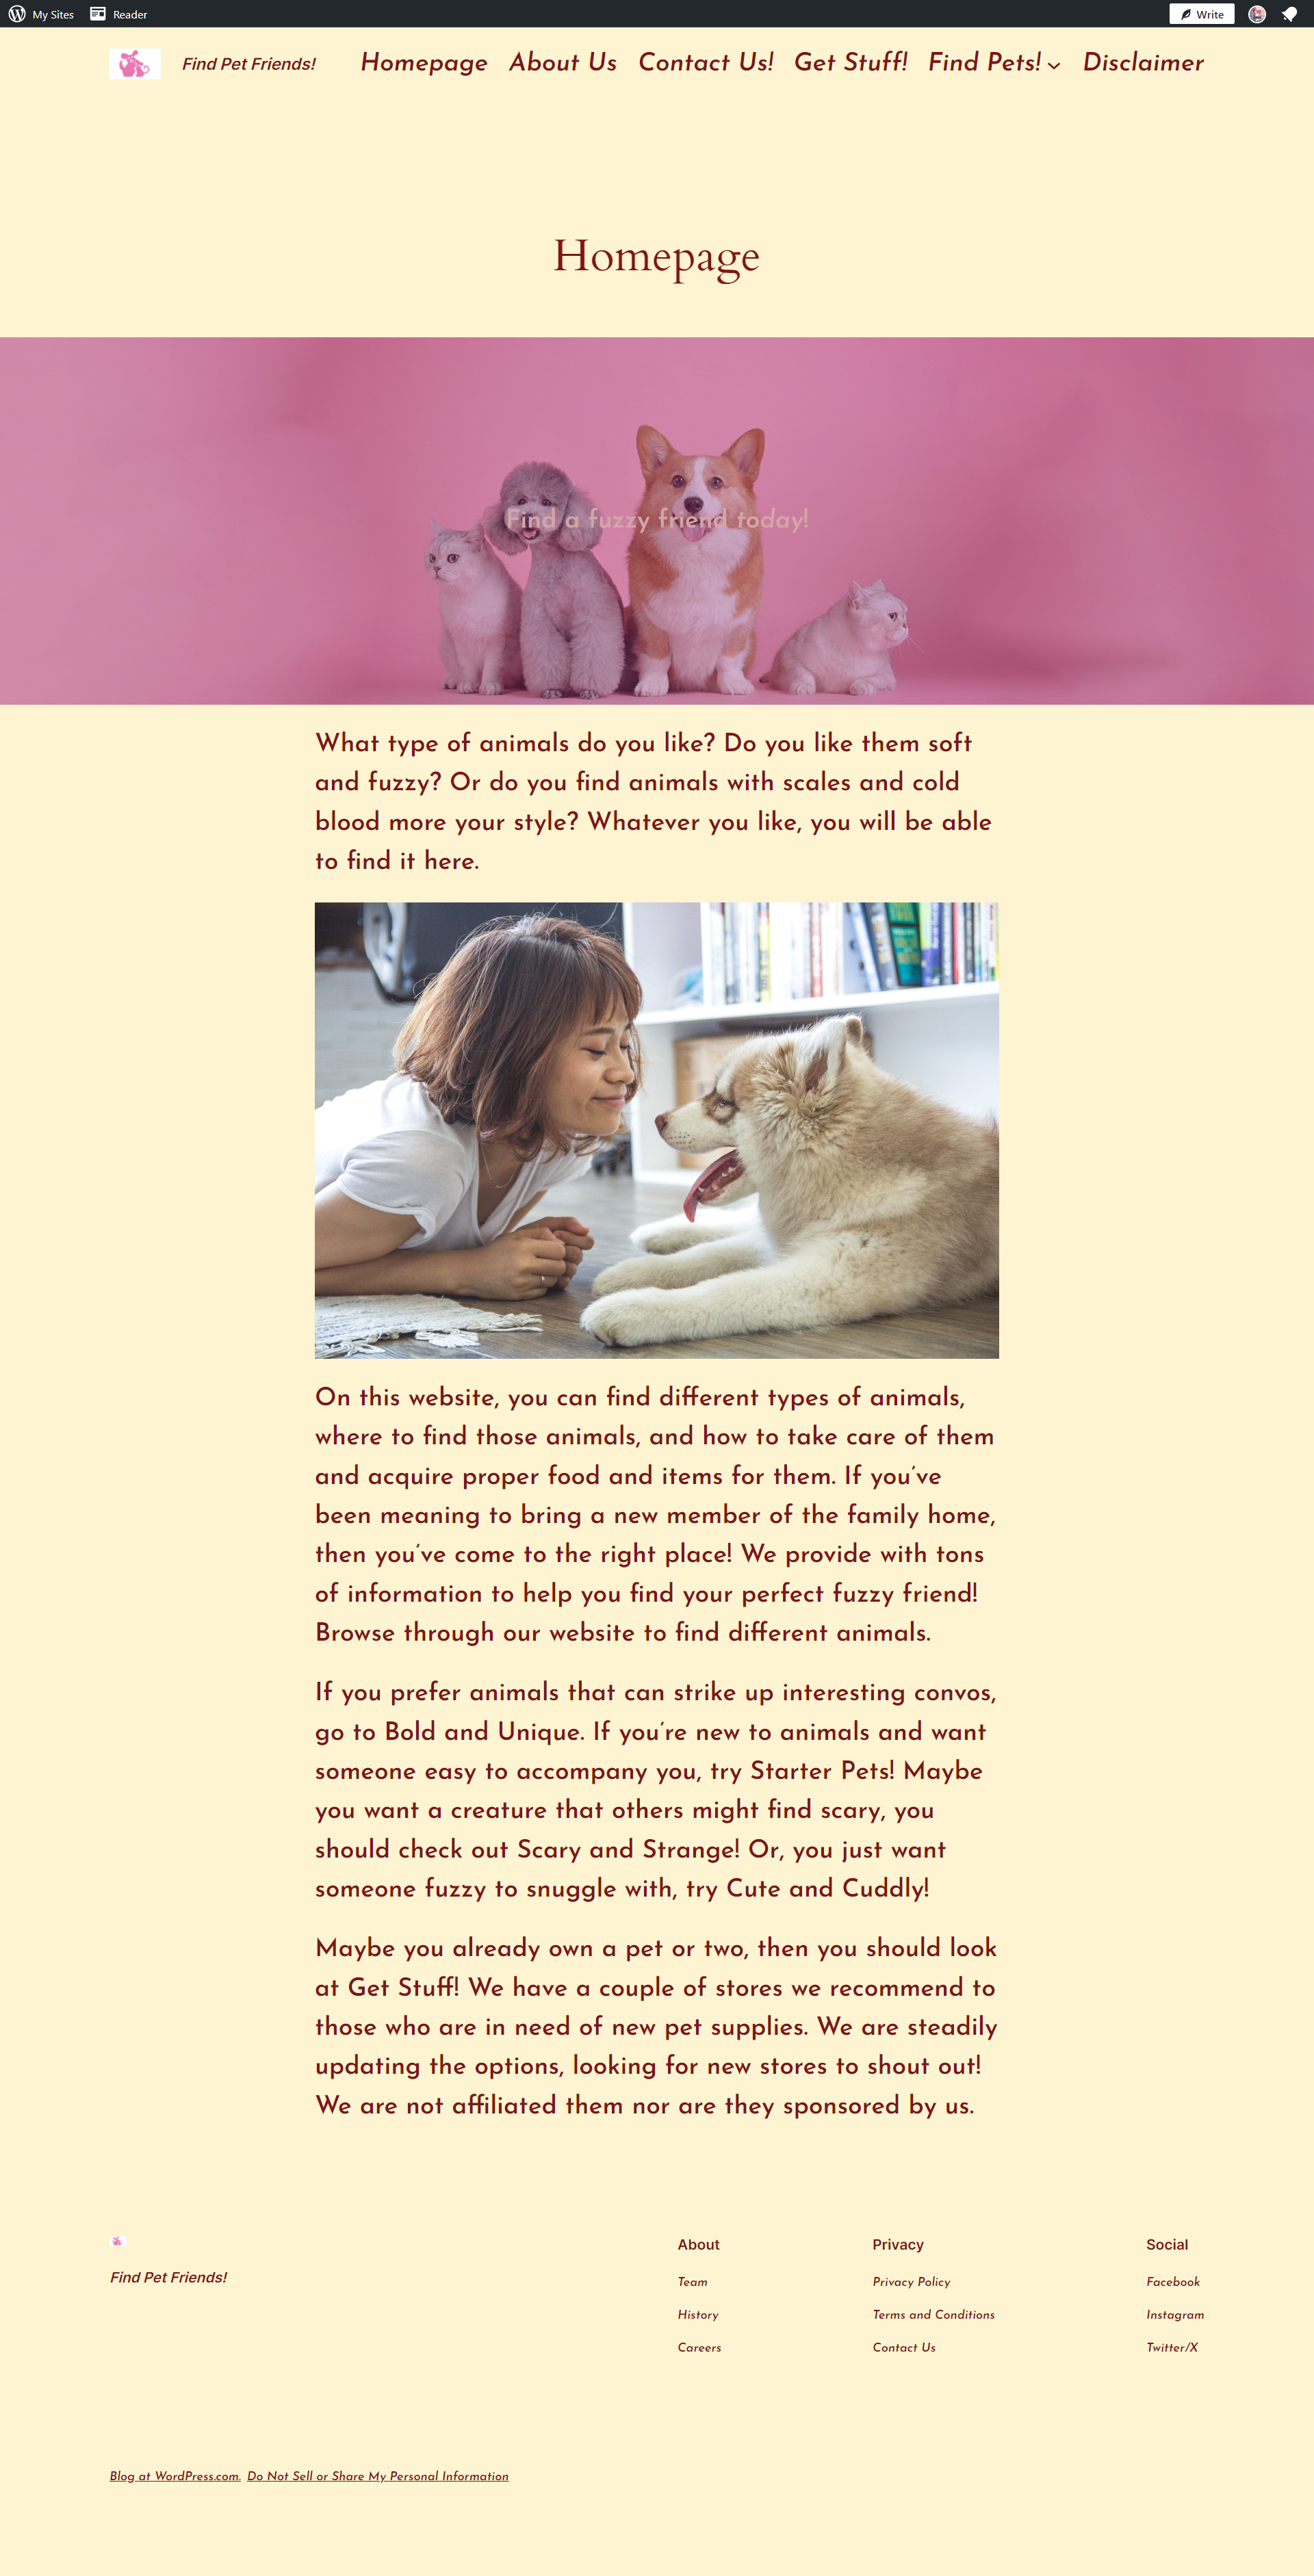 My Sites Reader Write
Find Pet Friends! Homepage About Us Contact Us! Get Stuff! Find Pets! Disclaimer
Homepage
Find a fuzzy friend today!
What type of animals do you like? Do you like them soft
and fuzzy? Or do you find animals with scales and cold
blood more your style? Whatever you like, you will be able
to find it here.
On this website, you can find different types of animals,
where to find those animals, and how to take care of them
and acquire proper food and items for them. If you've
been meaning to bring a new member of the family home,
then you've come to the right place! We provide with tons
of information to help you find your perfect fuzzy friend!
Browse through our website to find different animals.
If you prefer animals that can strike up interesting convos,
go to Bold and Unique. If you're new to animals and want
someone easy to accompany you, try Starter Pets! Maybe
you want a creature that others might find scary, you
should check out Scary and Strange! Or, you just want
someone fuzzy to snuggle with, try Cute and Cuddly!
Maybe you already own a pet or two, then you should look
at Get Stuff! We have a couple of stores we recommend to
those who are in need of new pet supplies. We are steadily
updating the options, looking for new stores to shout out!
We are not affiliated them nor are they sponsored by us.
Find Pet Friends!
About
Team
History
Careers
Privacy
Privacy Policy
Terms and Conditions
Contact Us
Social
Facebook
Instagram
Twitter/X
Blog at WordPress.com. Do Not Sell or Share My Personal Information